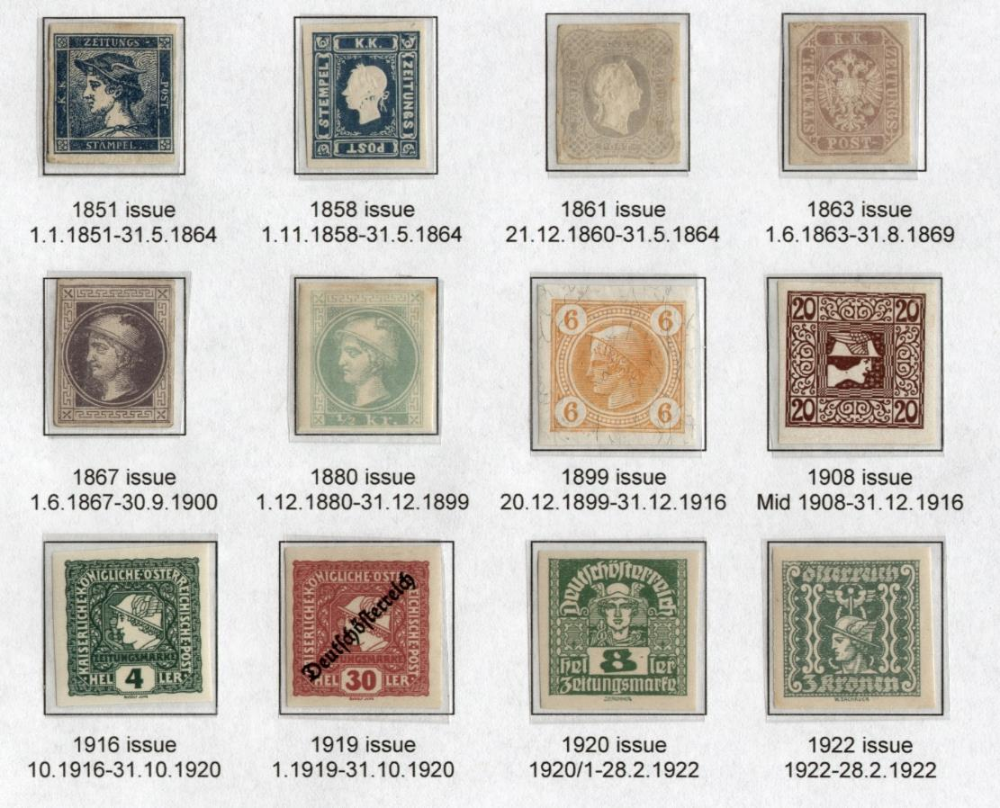 ZEITUNGS
K.K.
POST-
STÄMPEL.
K.K.
STEMPEL
ZEITUNGS
POST
K.K.
STEMPEL.
ZEITUNGS
POST-
1851 issue
1.1.1851-31.5.1864
1858 issue
1.11.1858-31.5.1864
1861 issue
21.12.1860-31.5.1864
1863 issue
1.6.1863-31.8.1869
1/2 kr.
6 6
6 6
20 20
20 20
1867 issue
1.6.1867-30.9.1900
1880 issue
1.12.1880-31.12.1899
1899 issue
20.12.1899-31.12.1916
1908 issue
Mid 1908-31.12.1916
KAISERLICHE·KÖNIGLICHE·ÖSTERREICHISCHE·POST
ZEITUNGSMARKE
HEL 4 LER
RUDOLF JUNK
KAISERLICHE·KÖNIGLICHE·ÖSTERREICHISCHE·POST
Deutschösterreich
ZEITUNGSMARKE
HEL 30 LER
RUDOLF JUNK
Deutschösterreich
Hel 8 ler
Zeitungsmarke
österreich
3 Kronen
W.DACHAUER
1916 issue
10.1916-31.10.1920
1919 issue
1.1919-31.10.1920
1920 issue
1920/1-28.2.1922
1922 issue
1922-28.2.1922